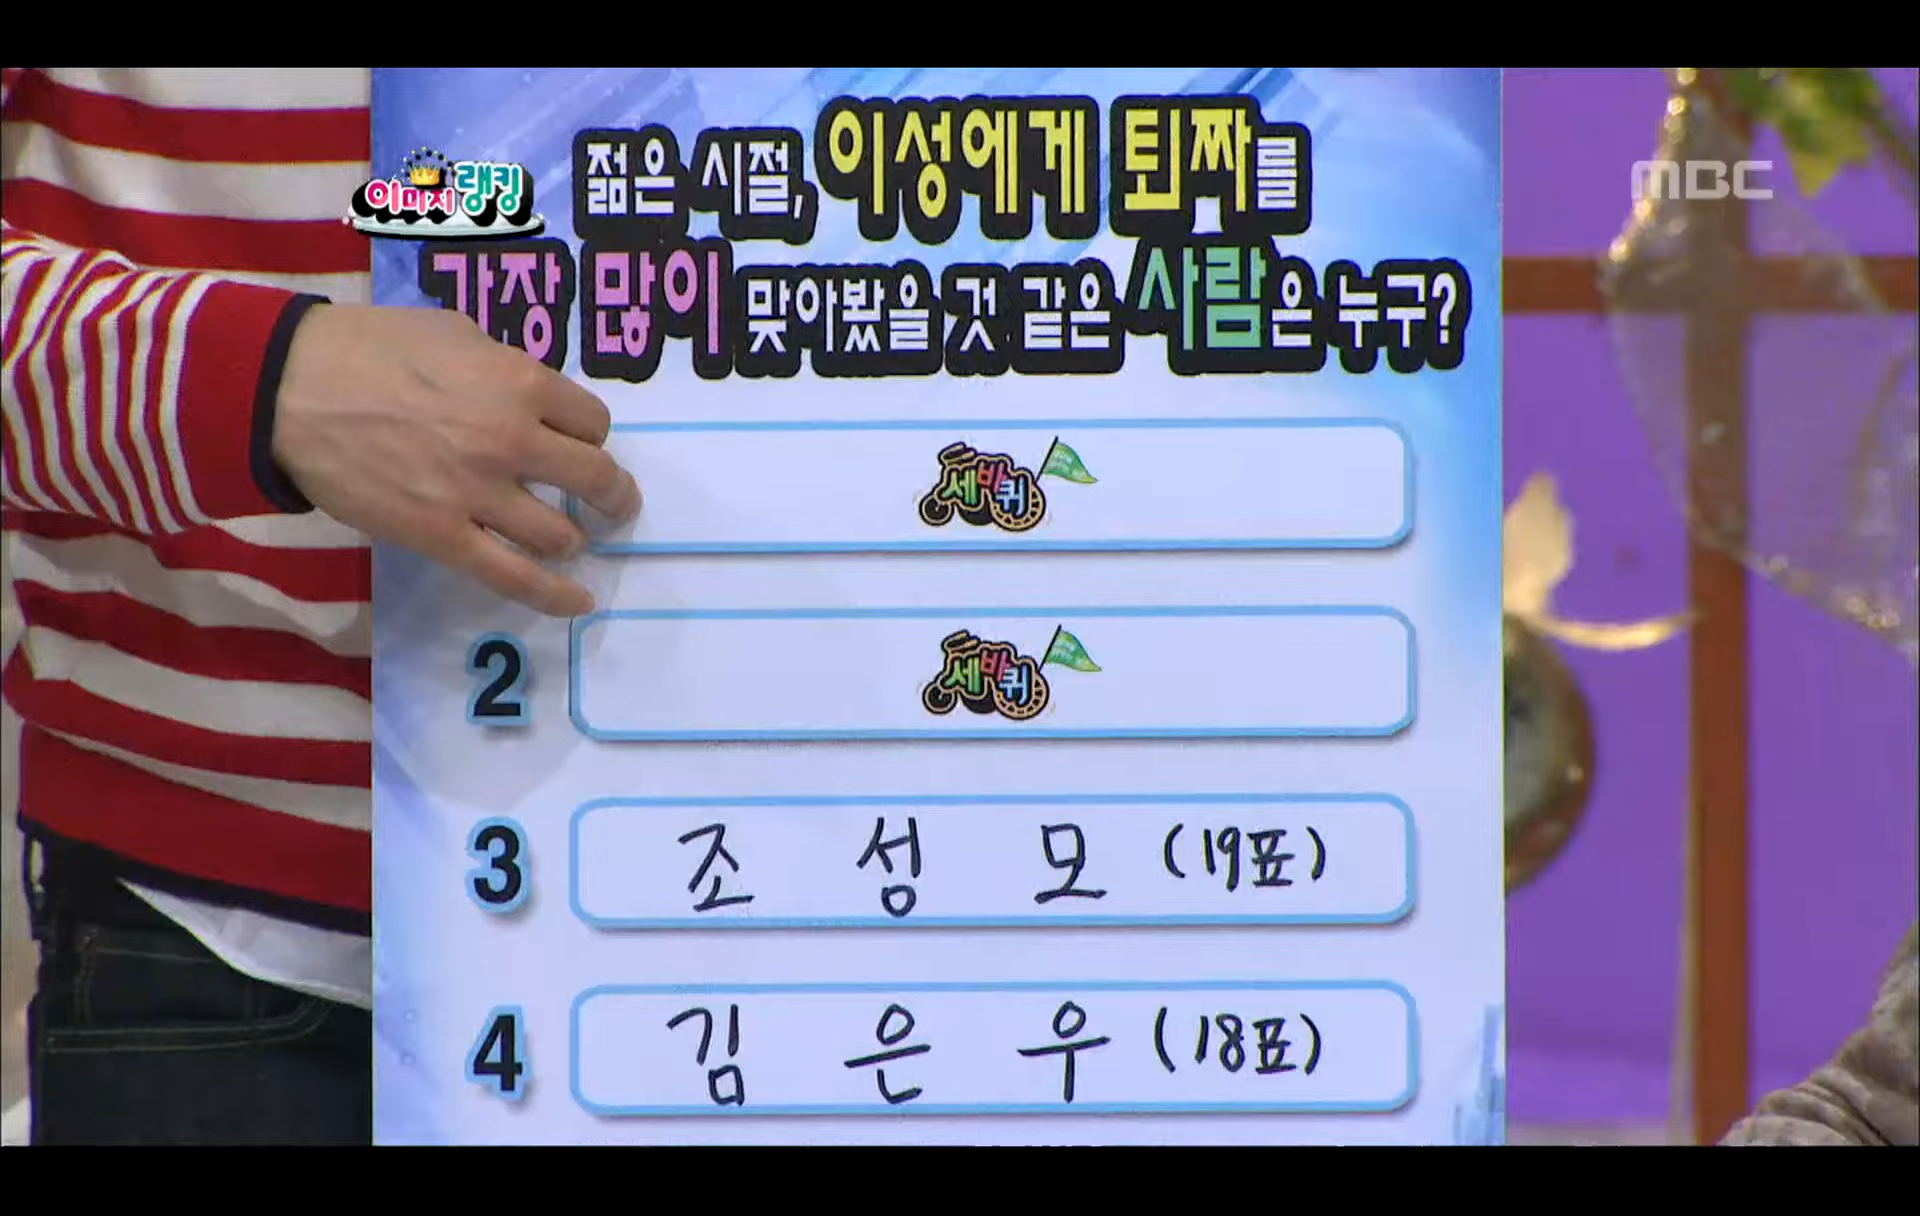 이미지 랭킹
젊은 시절, 이성에게 퇴짜를
가장 많이 맞아봤을 것 같은 사람은 누구?
MBC
세바퀴
2
세바퀴
3 조성모 (19표)
4 김은우 (18표)